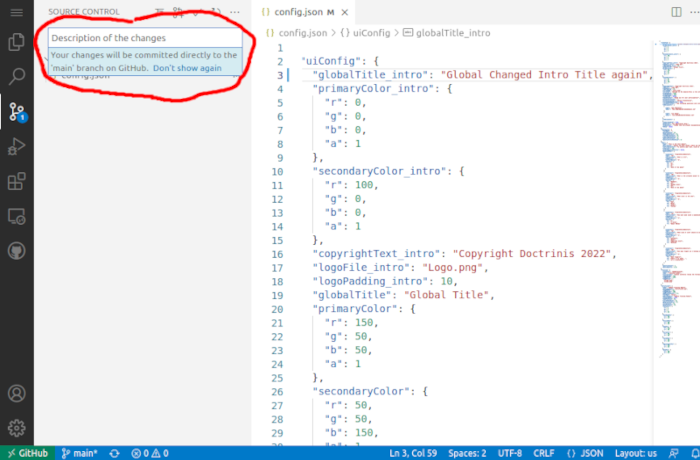 SOURCE CONTROL
Description of the changes
Your changes will be committed directly to the
'main' branch on GitHub. Don't show again
config.json
1
config.json M
config.json > {} uiConfig > globalTitle_intro
1
2 "uiConfig": {
3 "globalTitle_intro": "Global Changed Intro Title again",
4 "primaryColor_intro": {
5 "r": 0,
6 "g": 0,
7 "b": 0,
8 "a": 1
9 },
10 "secondaryColor_intro": {
11 "r": 100,
12 "g": 0,
13 "b": 0,
14 "a": 1
15 },
16 "copyrightText_intro": "Copyright Doctrinis 2022",
17 "logoFile_intro": "Logo.png",
18 "logoPadding_intro": 10,
19 "globalTitle": "Global Title",
20 "primaryColor": {
21 "r": 150,
22 "g": 50,
23 "b": 50,
24 "a": 1
25 },
26 "secondaryColor": {
27 "r": 50,
28 "g": 50,
29 "b": 150,
"a": 1
GitHub main* 0 0 Ln 3, Col 59 Spaces: 2 UTF-8 CRLF {} JSON Layout: us